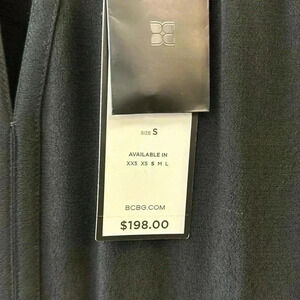 SIZE S
AVAILABLE IN
XXS XS S M L
BCBG.COM
$198.00